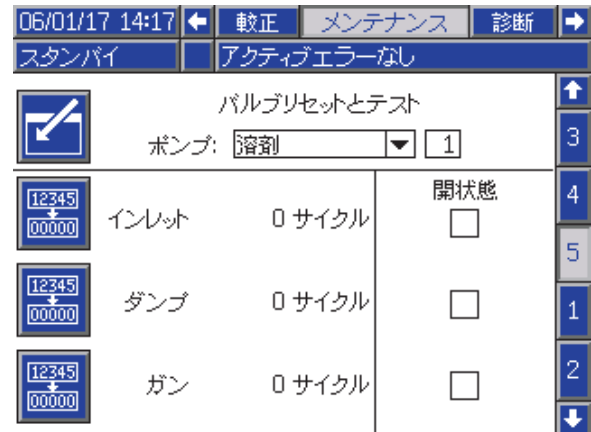 06/01/17 14:17 較正 メンテナンス 診断
スタンバイ アクティブエラーなし
バルブリセットとテスト
ポンプ: 溶剤 1
3
開状態
4
12345
00000
インレット 0 サイクル
5
12345
00000
ダンプ 0 サイクル
1
12345
00000
ガン 0 サイクル
2